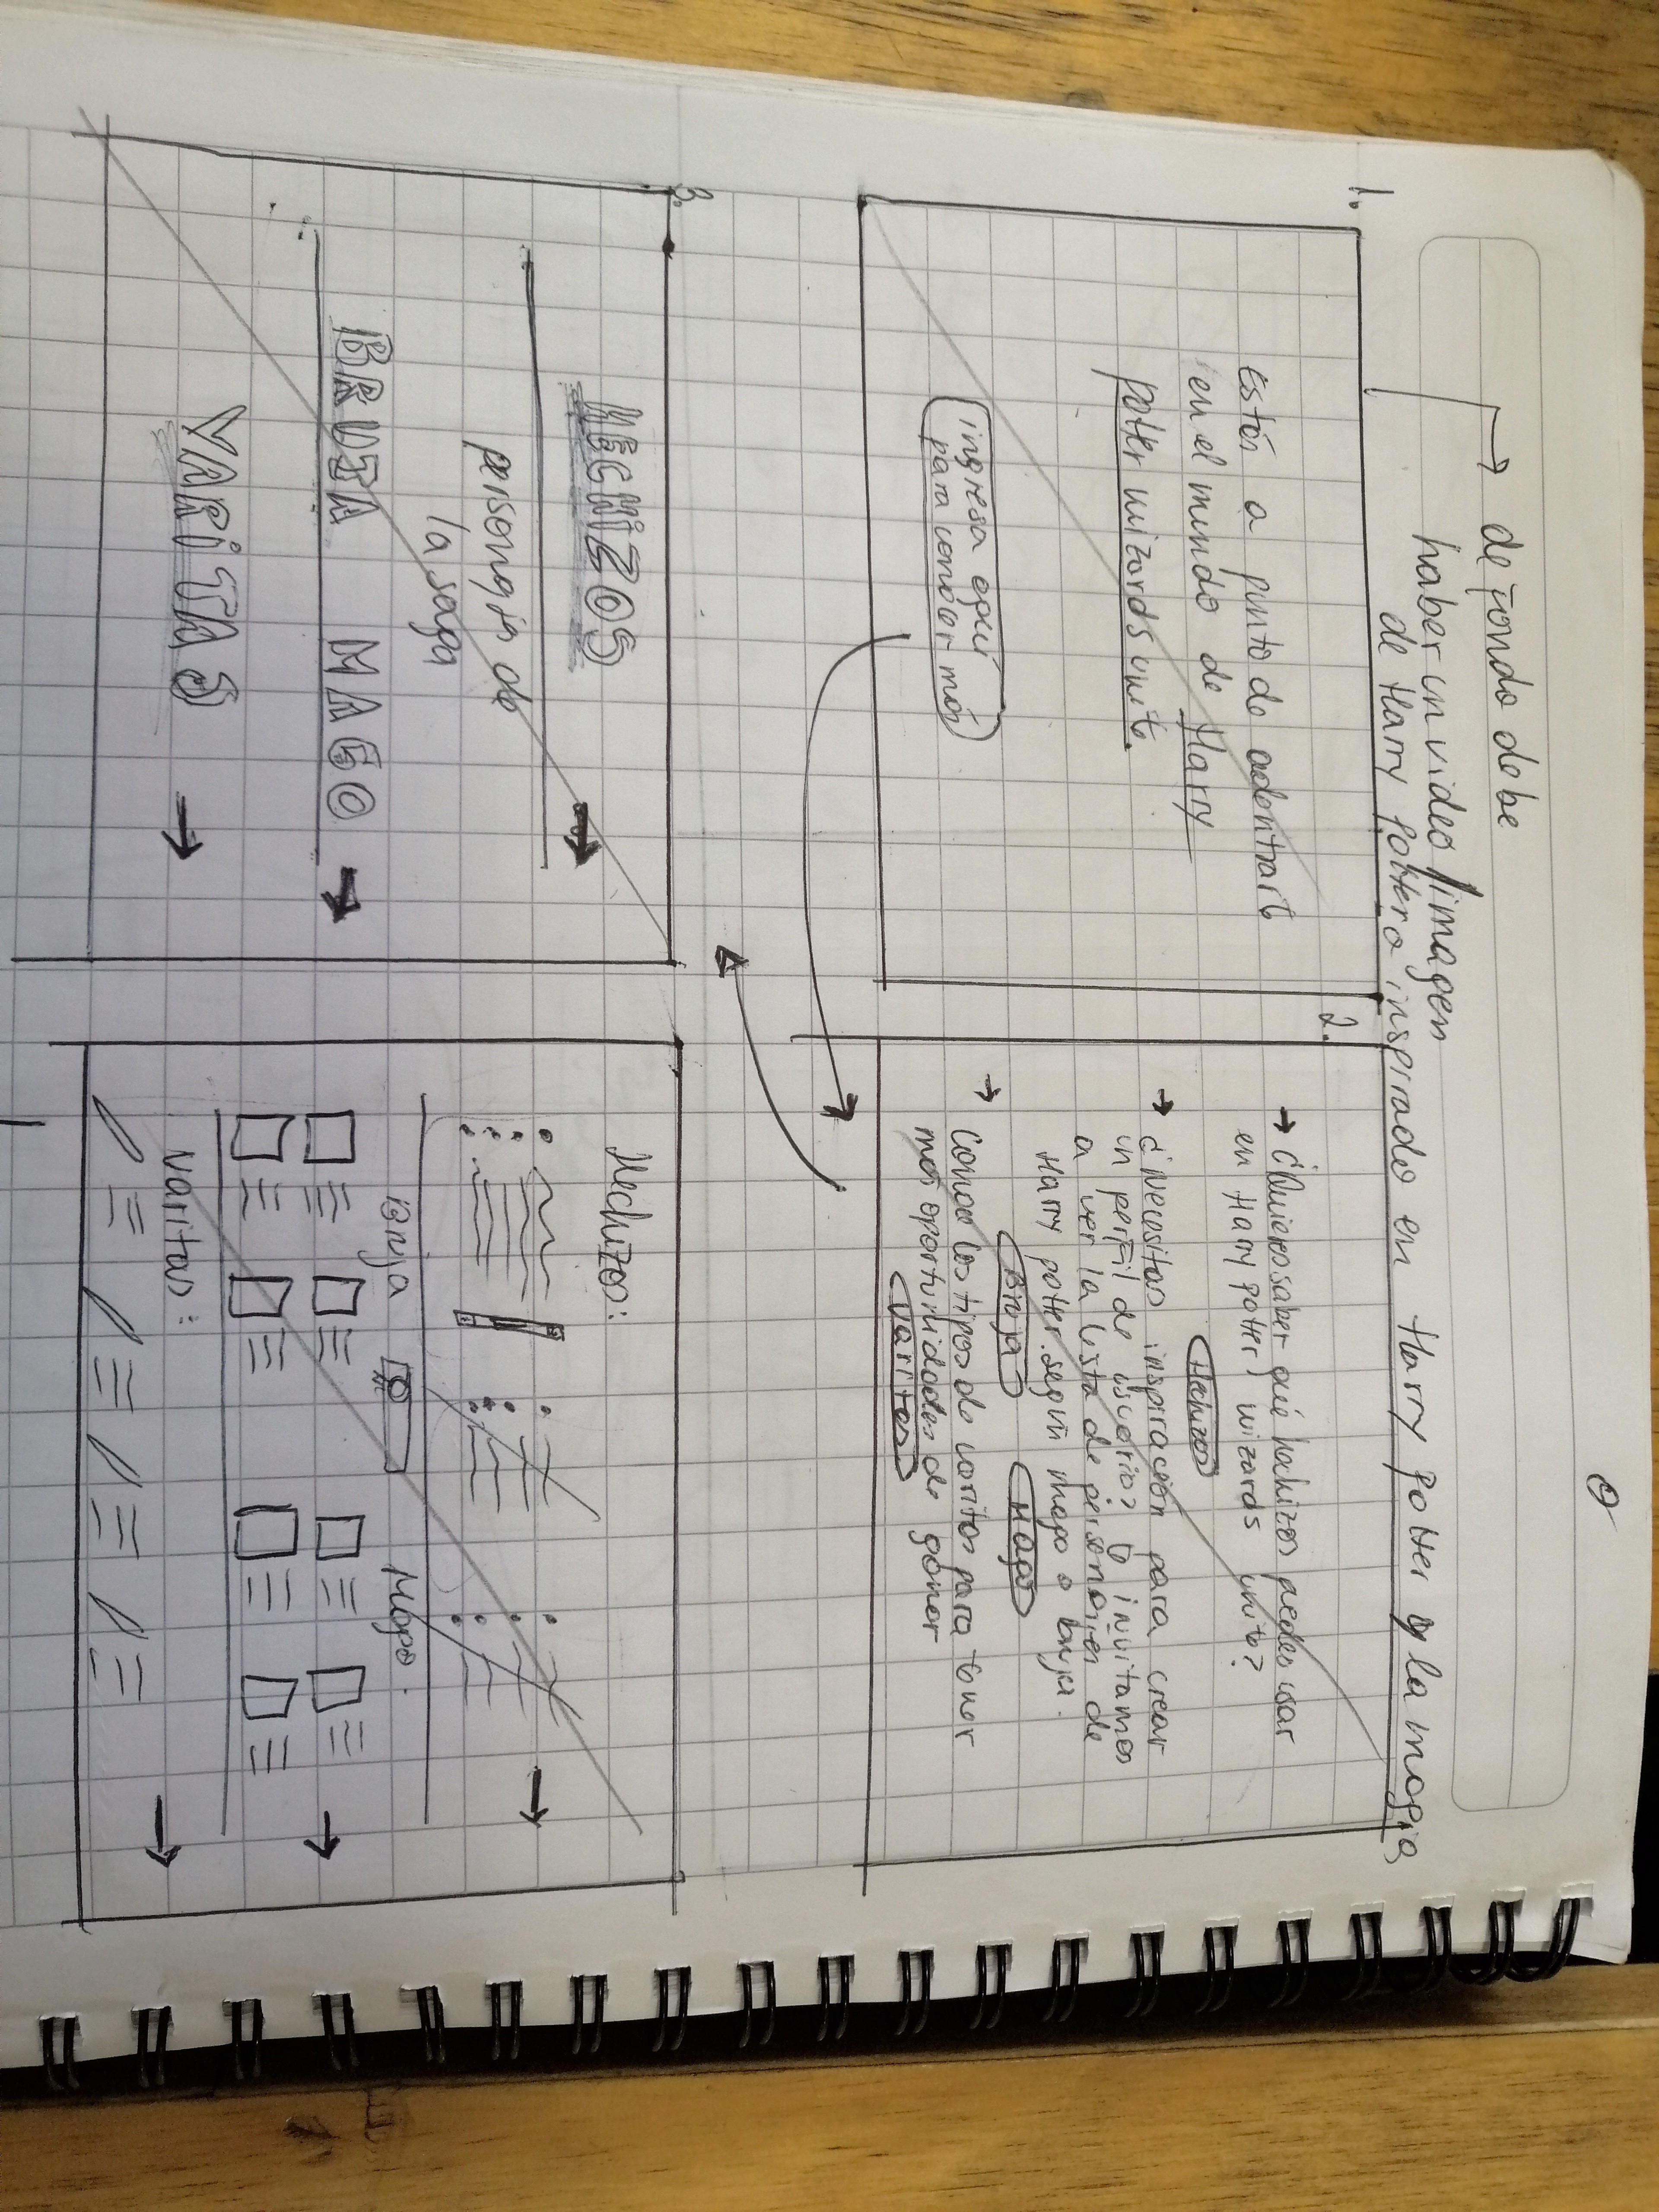 de fondo debe
haber un video / imagen
de Harry Potter o inspirado en Harry Potter y la magia
1.
Estás a punto de adentrarte
en el mundo de Harry
Potter wizards unite.
ingresa aquí
para conocer más
2.
→ ¿Quieres saber qué hechizos puedes usar
en Harry Potter wizards unite?
Hechizos
→ ¿Necesitas inspiración para crear
un perfil de usuario? te invitamos
a ver la lista de personajes de
Harry Potter según mago o bruja.
Bruja Mago
→
Conoce los tipos de varitas para tener
más oportunidades de ganar
varitas
3.
HECHIZOS →
personajes de
la saga
BRUJA MAGO →
VARITAS →
Hechizos:
→
Bruja Mago.
→
Varitas:
→